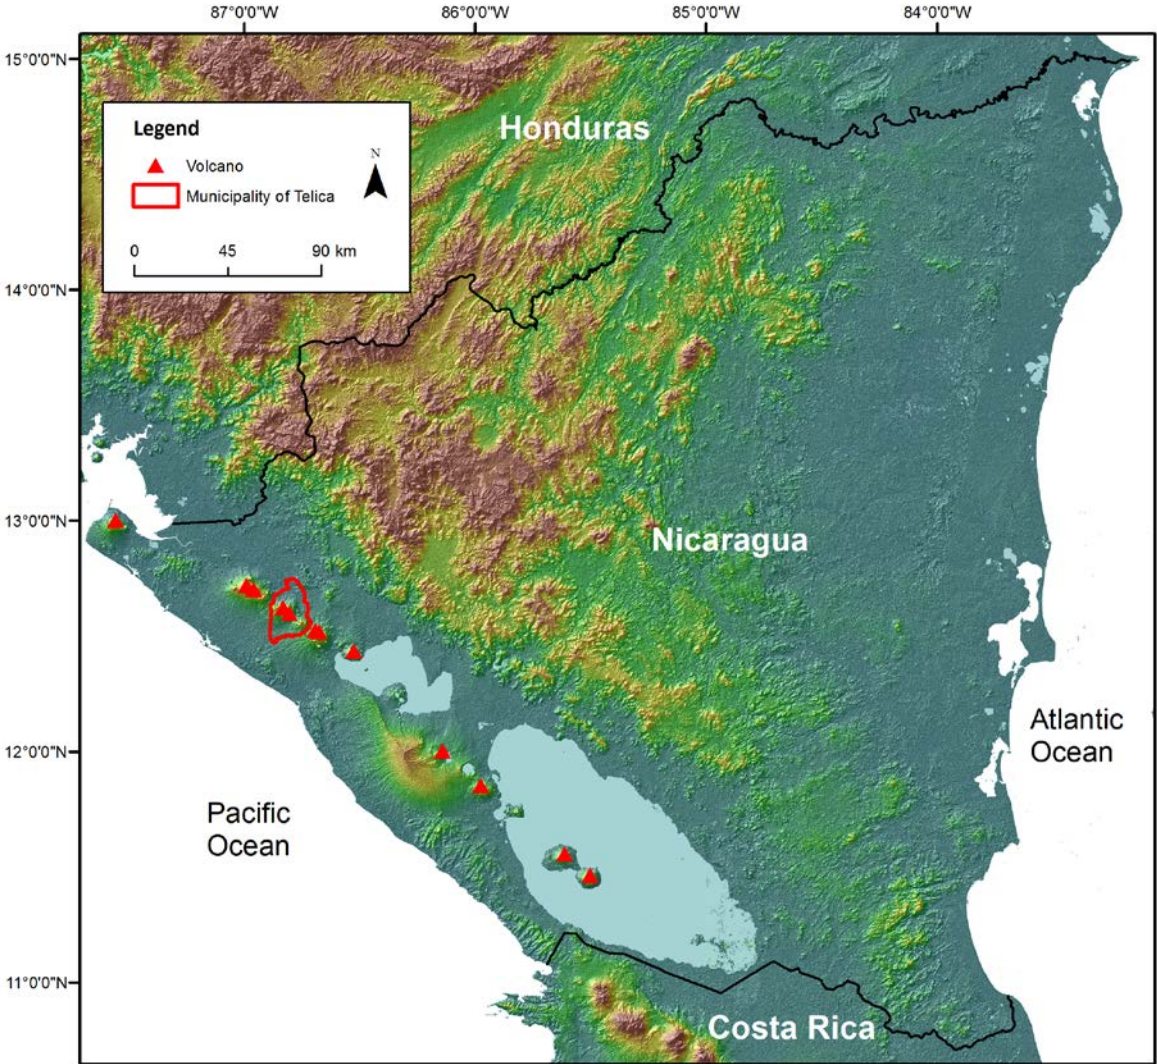 87°0'0"W
86°0'0"W
85°0'0"W
84°0'0"W
15°0'0"N
14°0'0"N
13°0'0"N
12°0'0"N
11°0'0"N
Legend
Volcano
Municipality of Telica
N
0 45 90 km
Honduras
Nicaragua
Atlantic
Ocean
Pacific
Ocean
Costa Rica